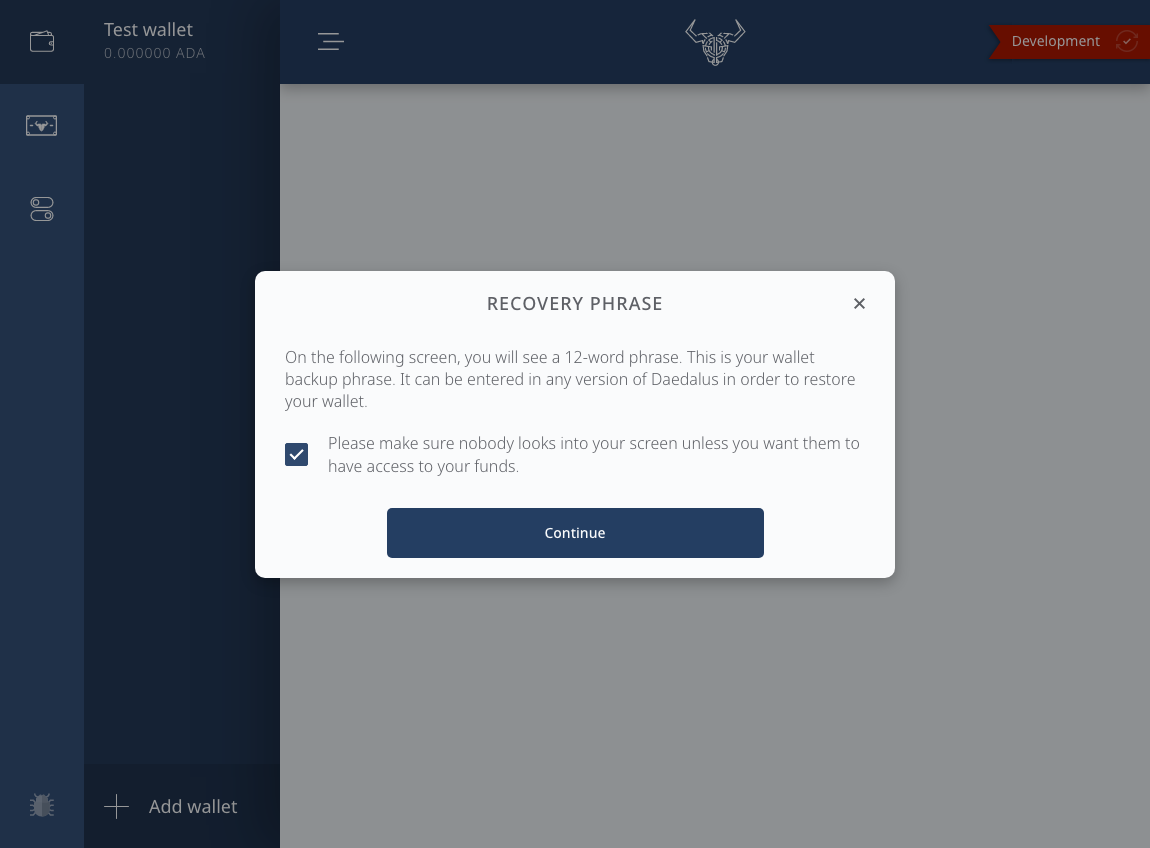 Test wallet
0.000000 ADA
Development
RECOVERY PHRASE
On the following screen, you will see a 12-word phrase. This is your wallet
backup phrase. It can be entered in any version of Daedalus in order to restore
your wallet.
Please make sure nobody looks into your screen unless you want them to
have access to your funds.
Continue
Add wallet